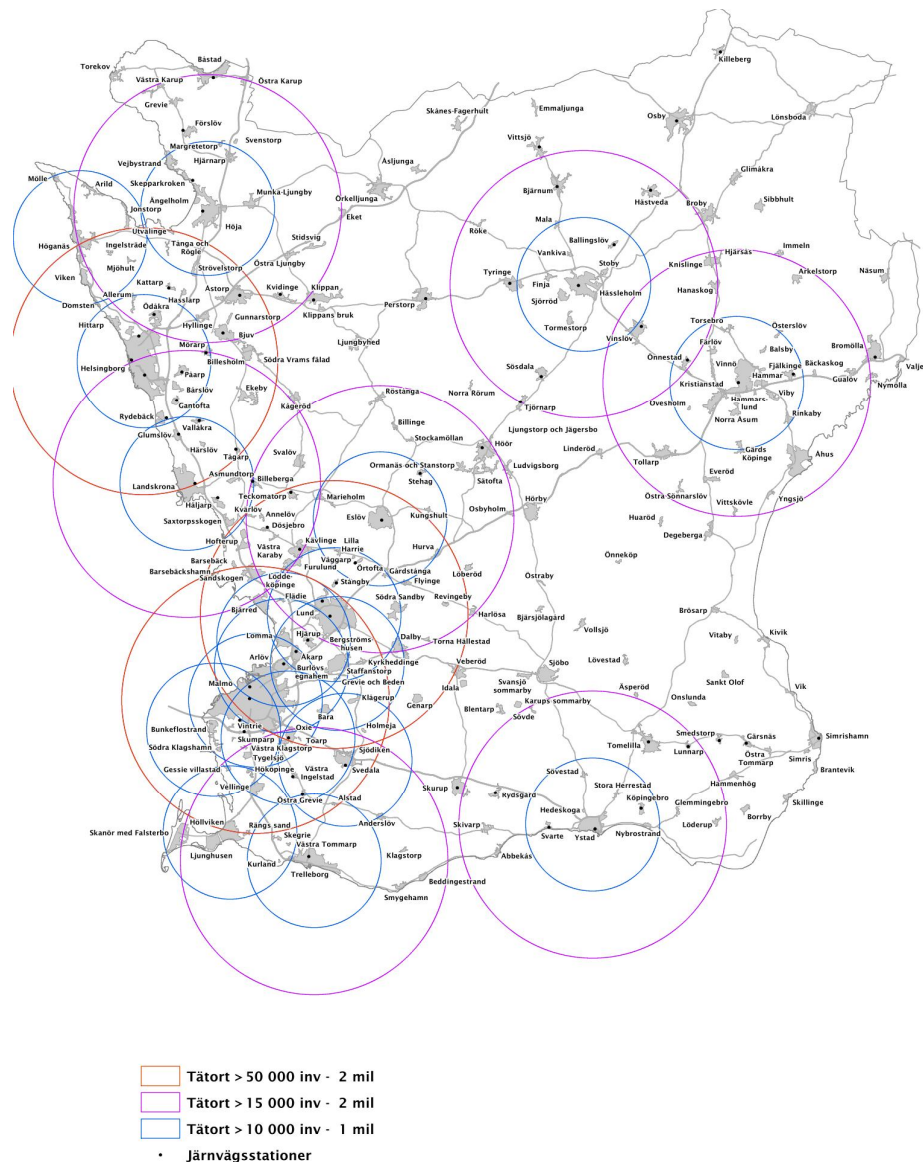 Killeberg
Båstad
Torekov
Västra Karup
Östra Karup
Grevie
Emmaljunga
Lönsboda
Skånes-Fagerhult
Osby
Förslöv
Vittsjö
Margretetorp
Svenstorp
Hjärnarp
Vejbystrand
Åsljunga
Glimåkra
Mölle
Arild
Skepparkroken
Bjärnum
Hästveda
Ängelholm
Munka-Ljungby
Örkelljunga
Sibbhult
Jonstorp
Broby
Eket
Mala
Utvälinge
Höja
Röke
Höganäs
Ingelsträde
Tånga och
Rögle
Stidsvig
Ballingslöv
Stoby
Hjärsås
Immeln
Mjöhult
Östra Ljungby
Vankiva
Knislinge
Strövelstorp
Viken
Kattarp
Tyringe
Finja
Arkelstorp
Näsum
Allerum
Åstorp
Kvidinge
Klippan
Hanaskog
Domsten
Hasslarp
Sjörröd
Hässleholm
Perstorp
Ödåkra
Klippans bruk
Gunnarstorp
Tormestorp
Torsebro
Hittarp
Hyllinge
Österslöv
Bjuv
Vinslöv
Färlöv
Ljungbyhed
Balsby
Bromölla
Mörarp
Billesholm
Södra Vrams fälad
Önnestad
Vinnö
Fjälkinge
Bäckaskog
Helsingborg
Påarp
Sösdala
Hammar
Gualöv
Valje
Kristianstad
Nymölla
Bårslöv
Ekeby
Röstånga
Norra Rörum
Viby
Gantofta
Kågeröd
Tjörnarp
Ovesholm
Hammars-
lund
Rinkaby
Rydebäck
Vallåkra
Norra Åsum
Billinge
Glumslöv
Ljungstorp och Jägersbo
Stockamöllan
Höör
Linderöd
Härslöv
Svalöv
Gårds
Köpinge
Åhus
Tågarp
Tollarp
Ormanäs och Stanstorp
Ludvigsborg
Asmundtorp
Billeberga
Stehag
Sätofta
Everöd
Landskrona
Teckomatorp
Marieholm
Östra Sönnarslöv
Yngsjö
Häljarp
Kvärlöv
Hörby
Vittskövle
Annelöv
Osbyholm
Saxtorpsskogen
Dösjebro
Eslöv
Kungshult
Huaröd
Degeberga
Hofterup
Kävlinge
Lilla
Harrie
Västra
Karaby
Väggarp
Hurva
Önneköp
Barsebäck
Furulund
Örtofta
Barsebäckshamn
Sandskogen
Gårdstånga
Löberöd
Lödde-
köpinge
Stångby
Flyinge
Östraby
Flädie
Södra Sandby
Revingeby
Bjärred
Lund
Harlösa
Bjärsjölagård
Brösarp
Vollsjö
Hjärup
Lomma
Bergströms
husen
Dalby
Torna Hällestad
Vitaby
Kivik
Arlöv
Åkarp
Burlövs
egnahem
Kyrkheddinge
Staffanstorp
Veberöd
Sjöbo
Lövestad
Grevie och Beden
Malmö
Svansjö
sommarby
Sankt Olof
Idala
Vik
Klågerup
Äsperöd
Karups sommarby
Onslunda
Genarp
Blentarp
Bara
Sövde
Bunkeflostrand
Vintrie
Oxie
Holmeja
Smedstorp
Gärsnäs
Simrishamn
Skumparp
Toarp
Tomelilla
Södra Klagshamn
Västra Klagstorp
Sjödiken
Lunnarp
Östra
Tommarp
Simris
Tygelsjö
Gessie villastad
Hököpinge
Västra
Ingelstad
Svedala
Sövestad
Brantevik
Hammenhög
Vellinge
Skurup
Stora Herrestad
Rydsgård
Skillinge
Östra Grevie
Alstad
Köpingebro
Glemmingebro
Hedeskoga
Höllviken
Anderslöv
Borrby
Skanör med Falsterbo
Rängs sand
Skivarp
Löderup
Skegrie
Svarte
Ystad
Nybrostrand
Ljunghusen
Västra Tommarp
Klagstorp
Abbekås
Kurland
Trelleborg
Beddingestrand
Smygehamn
Tätort > 50 000 inv - 2 mil
Tätort > 15 000 inv - 2 mil
Tätort > 10 000 inv - 1 mil
Järnvägsstationer